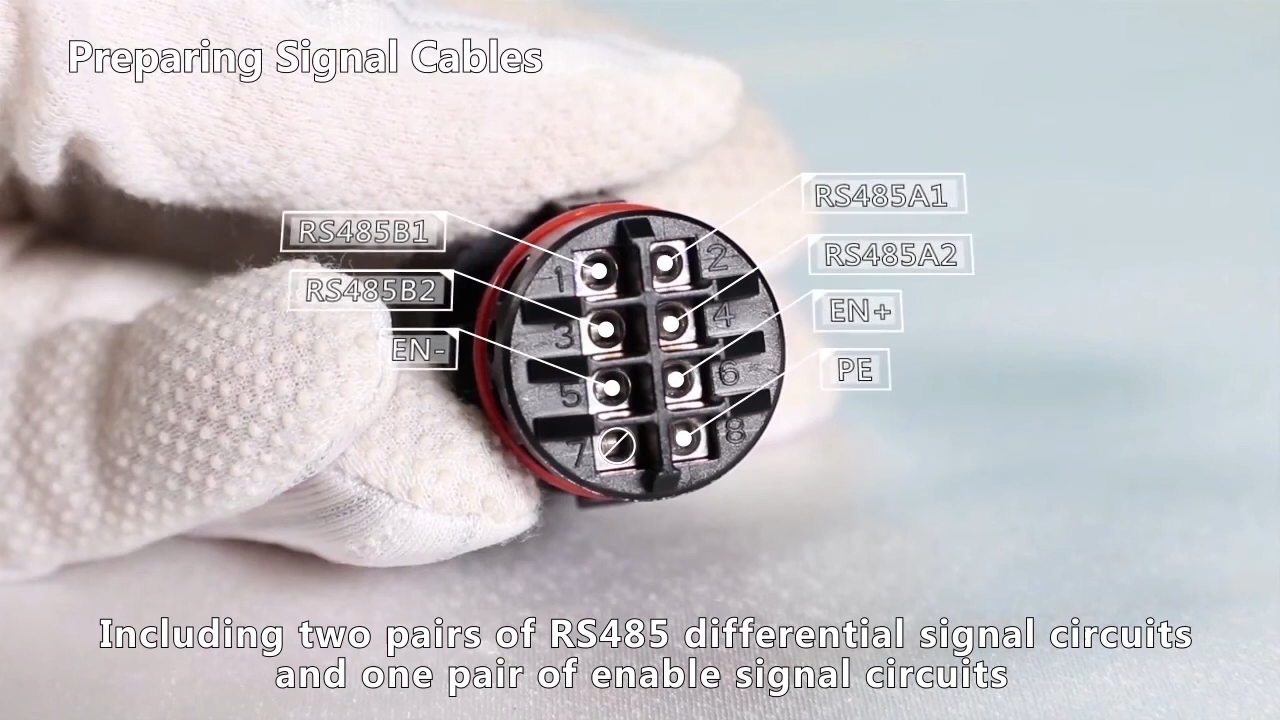 Preparing Signal Cables
RS485A1
RS485B1
RS485A2
RS485B2
EN+
EN-
PE
1 2
3 4
5 6
7 8
Including two pairs of RS485 differential signal circuits
and one pair of enable signal circuits